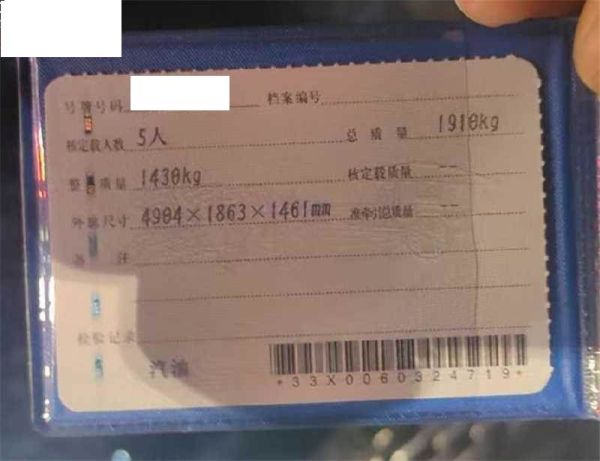 号牌号码 档案编号
核定载人数 5人 总质量 1910kg
整备质量 1430kg 核定载质量 --
外廓尺寸 4904×1863×1461mm 准牵引总质量 --
备注
检验记录
汽油
*33X0060324719*